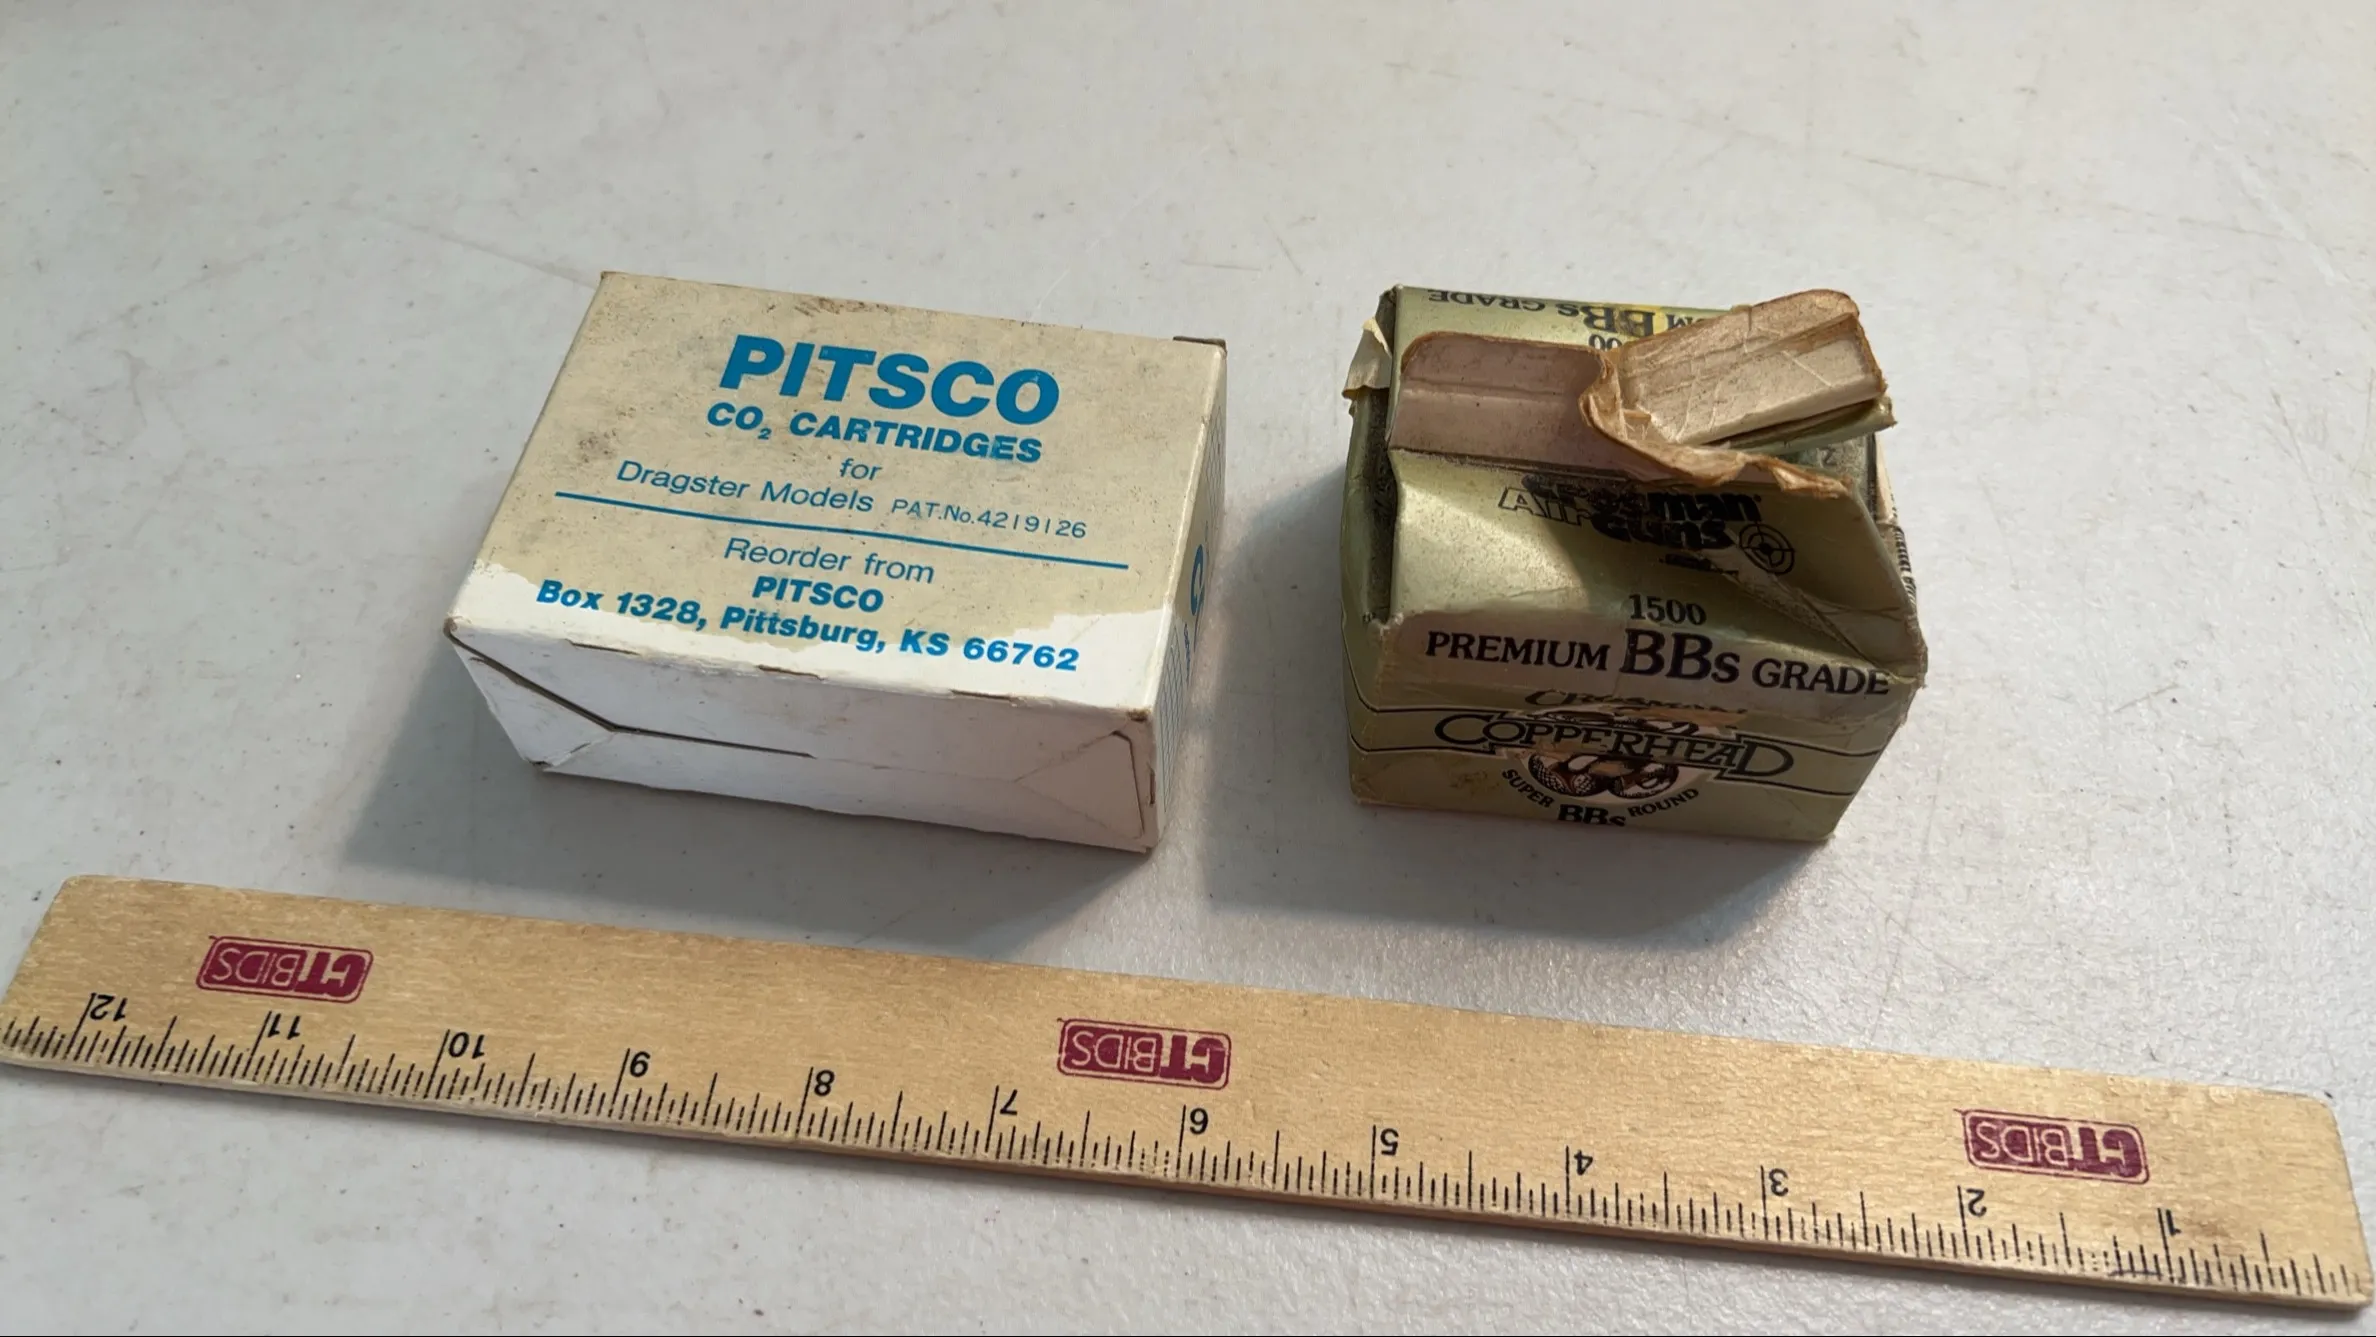 PITSCO
CO₂ CARTRIDGES
for
Dragster Models PAT.No.4219126
Reorder from
PITSCO
Box 1328, Pittsburg, KS 66762
BBs GRADE
AIR GUNS
1500
PREMIUM BBs GRADE
COPPERHEAD
SUPER BBs ROUND
CTBIDS
CTBIDS
CTBIDS
12 11 10 9 8 7 6 5 4 3 2 1